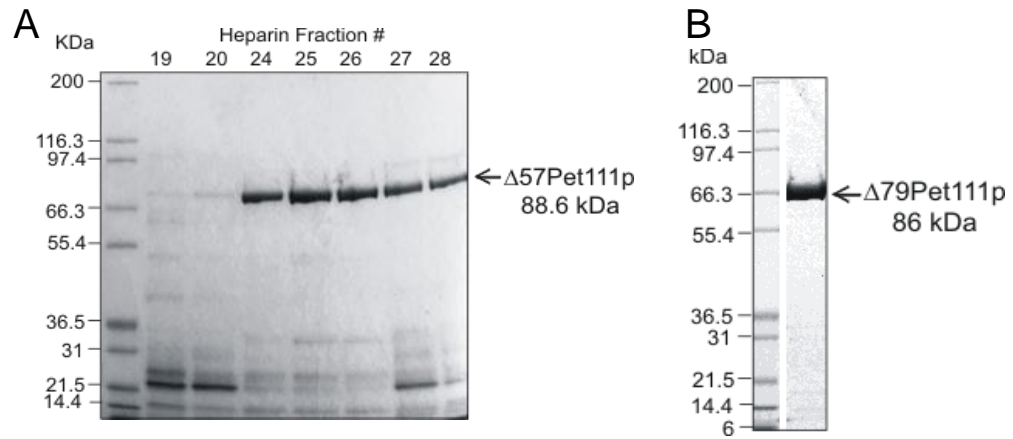 A
KDa
Heparin Fraction #
19 20 24 25 26 27 28
200
116.3
97.4
66.3
55.4
36.5
31
21.5
14.4
Δ57Pet111p
88.6 kDa
B
kDa
200
116.3
97.4
66.3
55.4
36.5
31
21.5
14.4
6
Δ79Pet111p
86 kDa